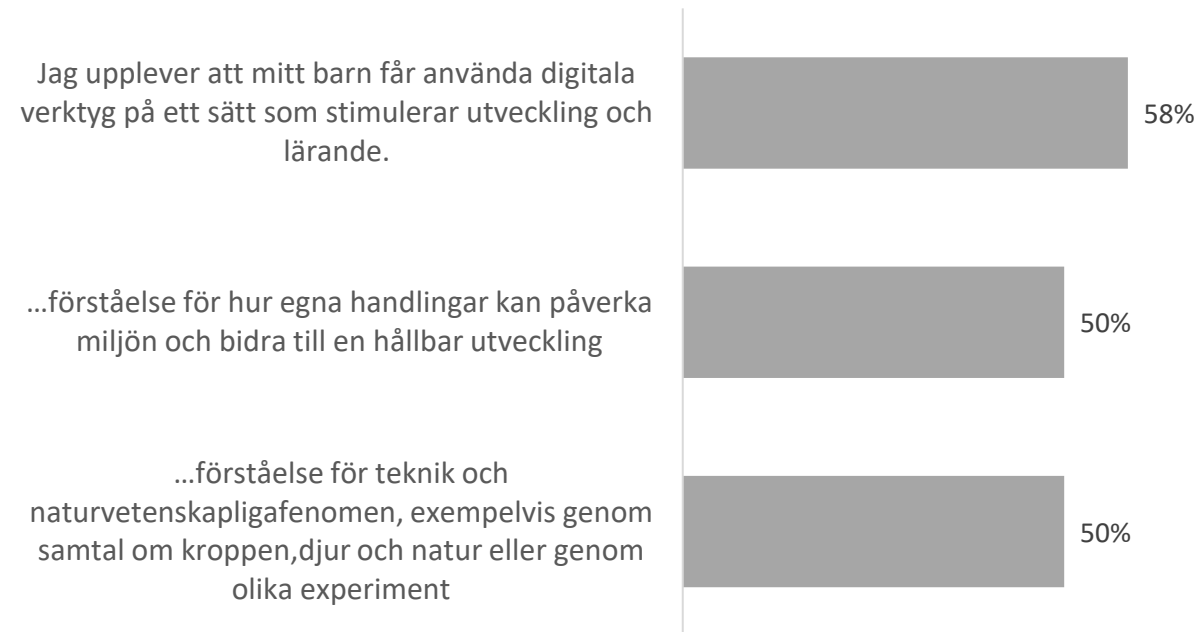 Jag upplever att mitt barn får använda digitala
verktyg på ett sätt som stimulerar utveckling och
lärande.
58%
…förståelse för hur egna handlingar kan påverka
miljön och bidra till en hållbar utveckling
50%
…förståelse för teknik och
naturvetenskapligafenomen, exempelvis genom
samtal om kroppen,djur och natur eller genom
olika experiment
50%